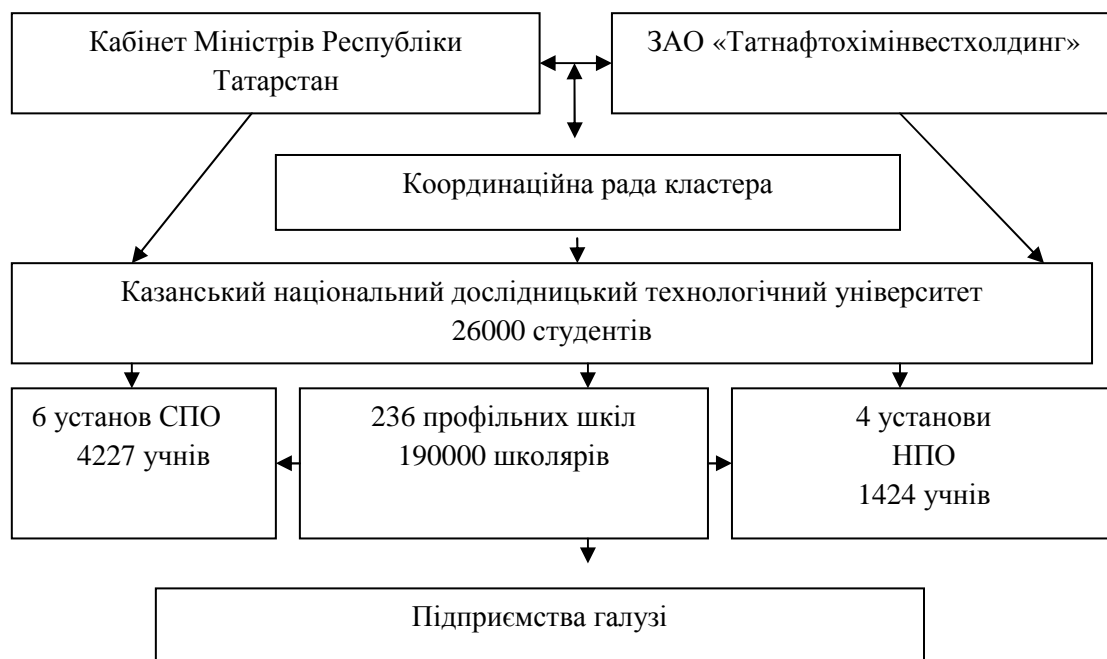 Кабінет Міністрів Республіки
Татарстан
ЗАО «Татнафтохімінвестхолдинг»
Координаційна рада кластера
Казанський національний дослідницький технологічний університет
26000 студентів
6 установ СПО
4227 учнів
236 профільних шкіл
190000 школярів
4 установи
НПО
1424 учнів
Підприємства галузі